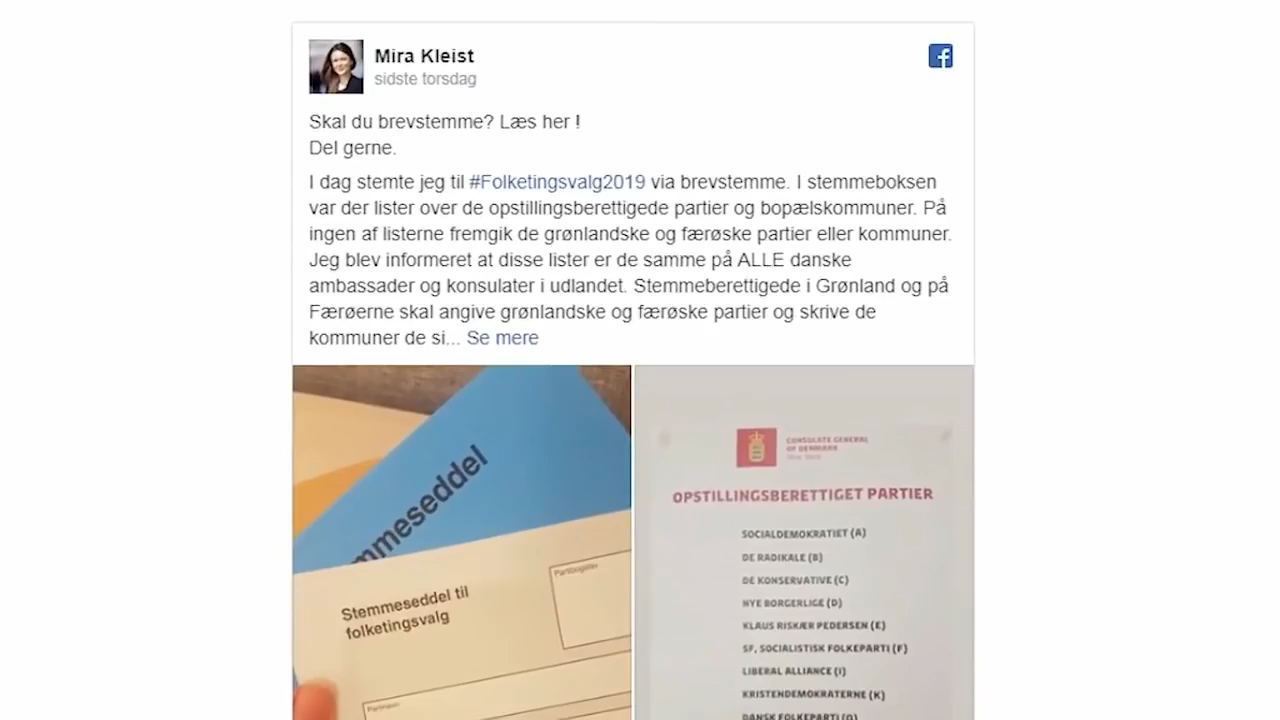 Mira Kleist
sidste torsdag
Skal du brevstemme? Læs her !
Del gerne.
I dag stemte jeg til #Folketingsvalg2019 via brevstemme. I stemmeboksen
var der lister over de opstillingsberettigede partier og bopælskommuner. På
ingen af listerne fremgik de grønlandske og færøske partier eller kommuner.
Jeg blev informeret at disse lister er de samme på ALLE danske
ambassader og konsulater i udlandet. Stemmeberettigede i Grønland og på
Færøerne skal angive grønlandske og færøske partier og skrive de
kommuner de si... Se mere
mmeseddel
Stemmeseddel til
folketingsvalg
Partibogstav
Partinavn
CONSULATE GENERAL
OF DENMARK
OPSTILLINGSBERETTIGET PARTIER
SOCIALDEMOKRATIET (A)
DE RADIKALE (B)
DE KONSERVATIVE (C)
NYE BORGERLIGE (D)
KLAUS RISKÆR PEDERSEN (E)
SF, SOCIALISTISK FOLKEPARTI (F)
LIBERAL ALLIANCE (I)
KRISTENDEMOKRATERNE (K)
DANSK FOLKEPARTI (O)